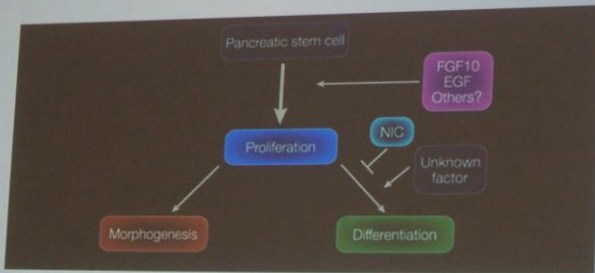 Pancreatic stem cell
FGF10
EGF
Others?
NIC
Proliferation
Unknown
factor
Morphogenesis
Differentiation